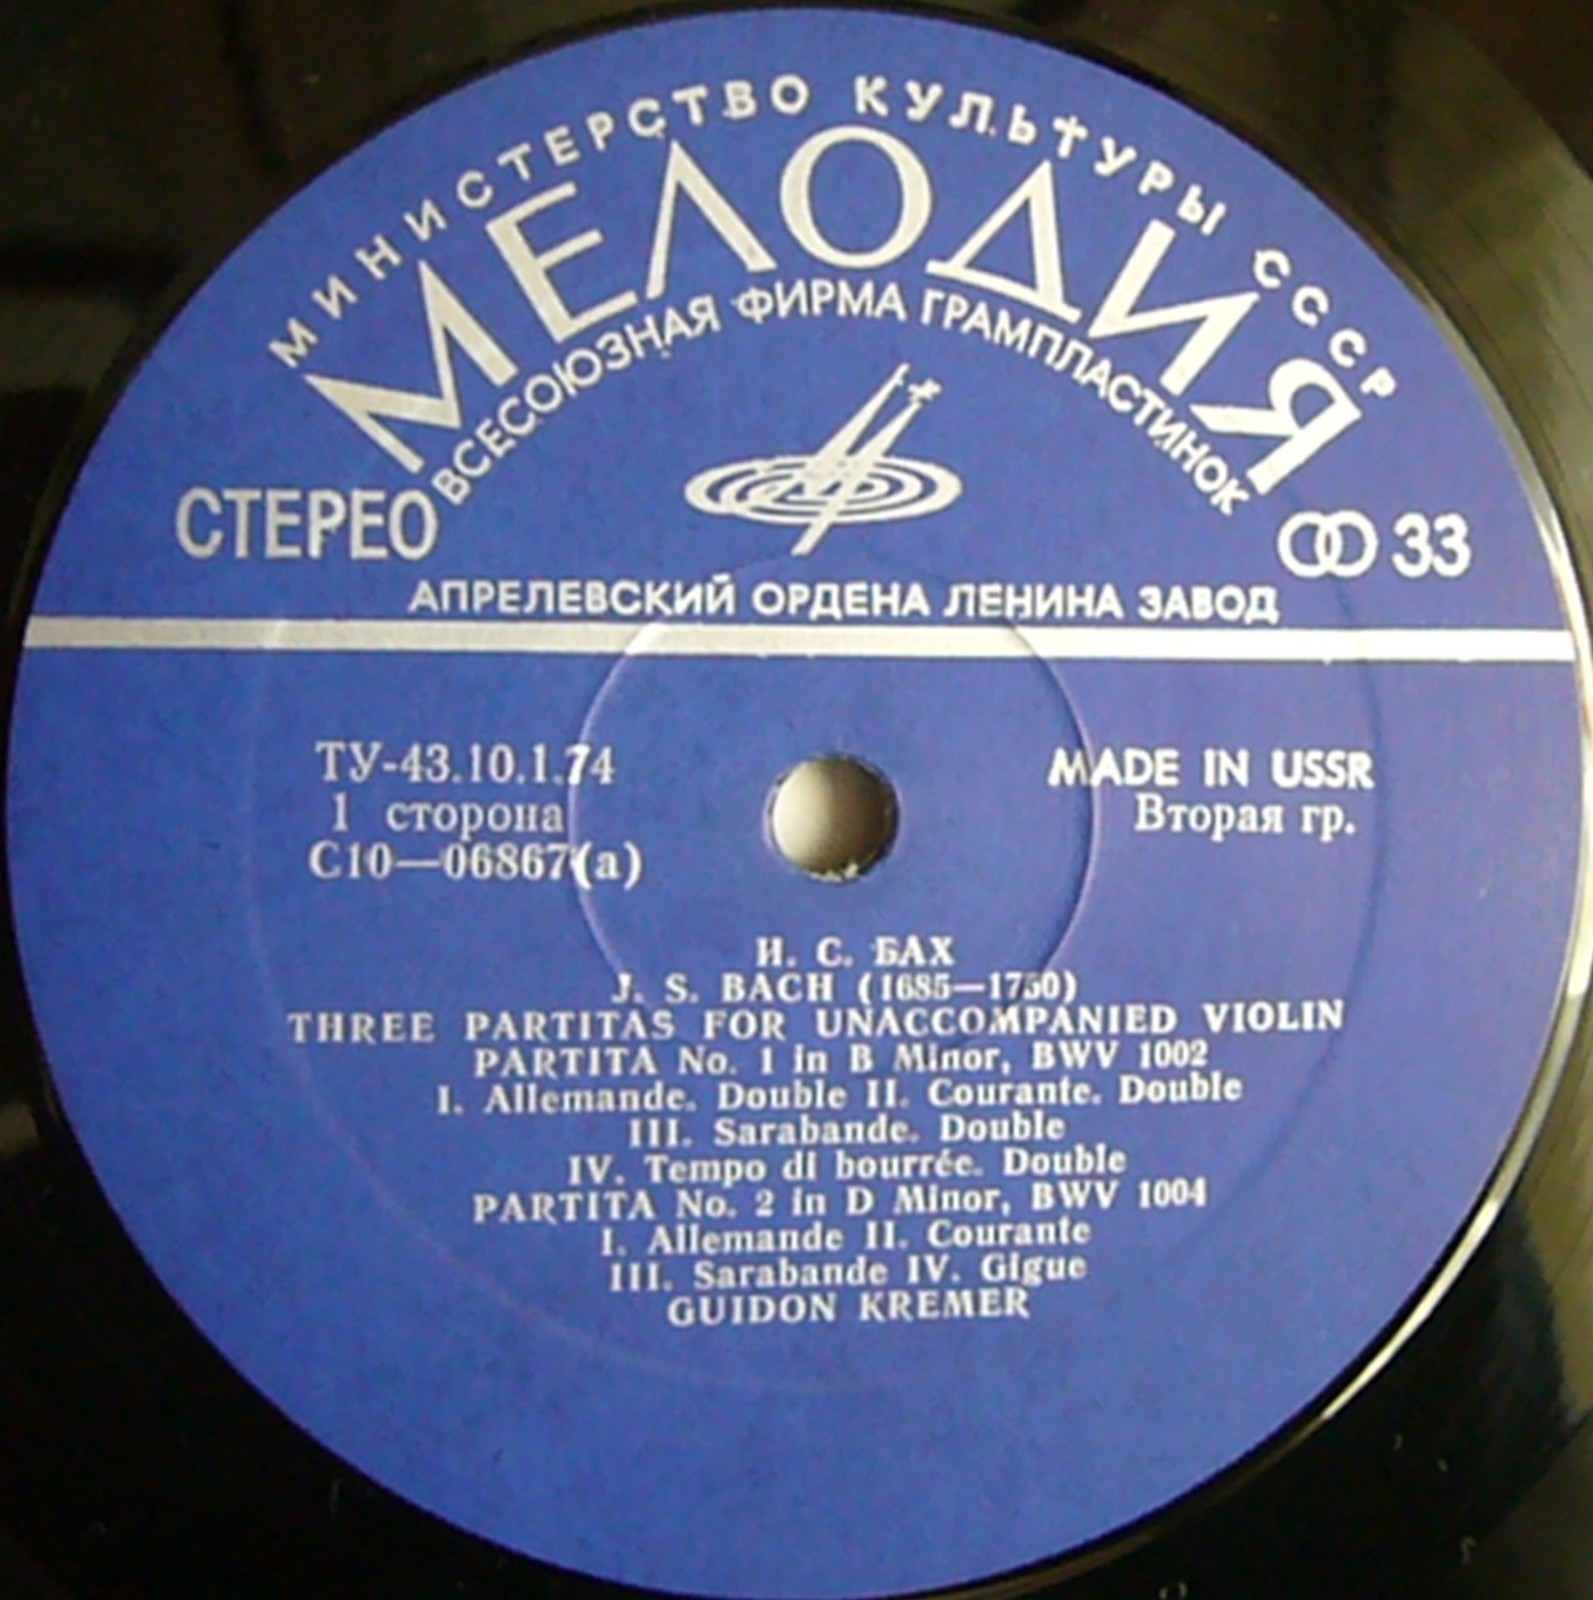 МИНИСТЕРСТВО КУЛЬТУРЫ СССР
МЕЛОДИЯ
ВСЕСОЮЗНАЯ ФИРМА ГРАМПЛАСТИНОК
СТЕРЕО
33
АПРЕЛЕВСКИЙ ОРДЕНА ЛЕНИНА ЗАВОД
ТУ-43.10.1.74
MADE IN USSR
1 сторона
Вторая гр.
С10—06867(а)
И. С. БАХ
J. S. BACH (1685—1750)
THREE PARTITAS FOR UNACCOMPANIED VIOLIN
PARTITA No. 1 in B Minor, BWV 1002
I. Allemande. Double II. Courante. Double
III. Sarabande. Double
IV. Tempo di bourrée. Double
PARTITA No. 2 in D Minor, BWV 1004
I. Allemande II. Courante
III. Sarabande IV. Gigue
GUIDON KREMER